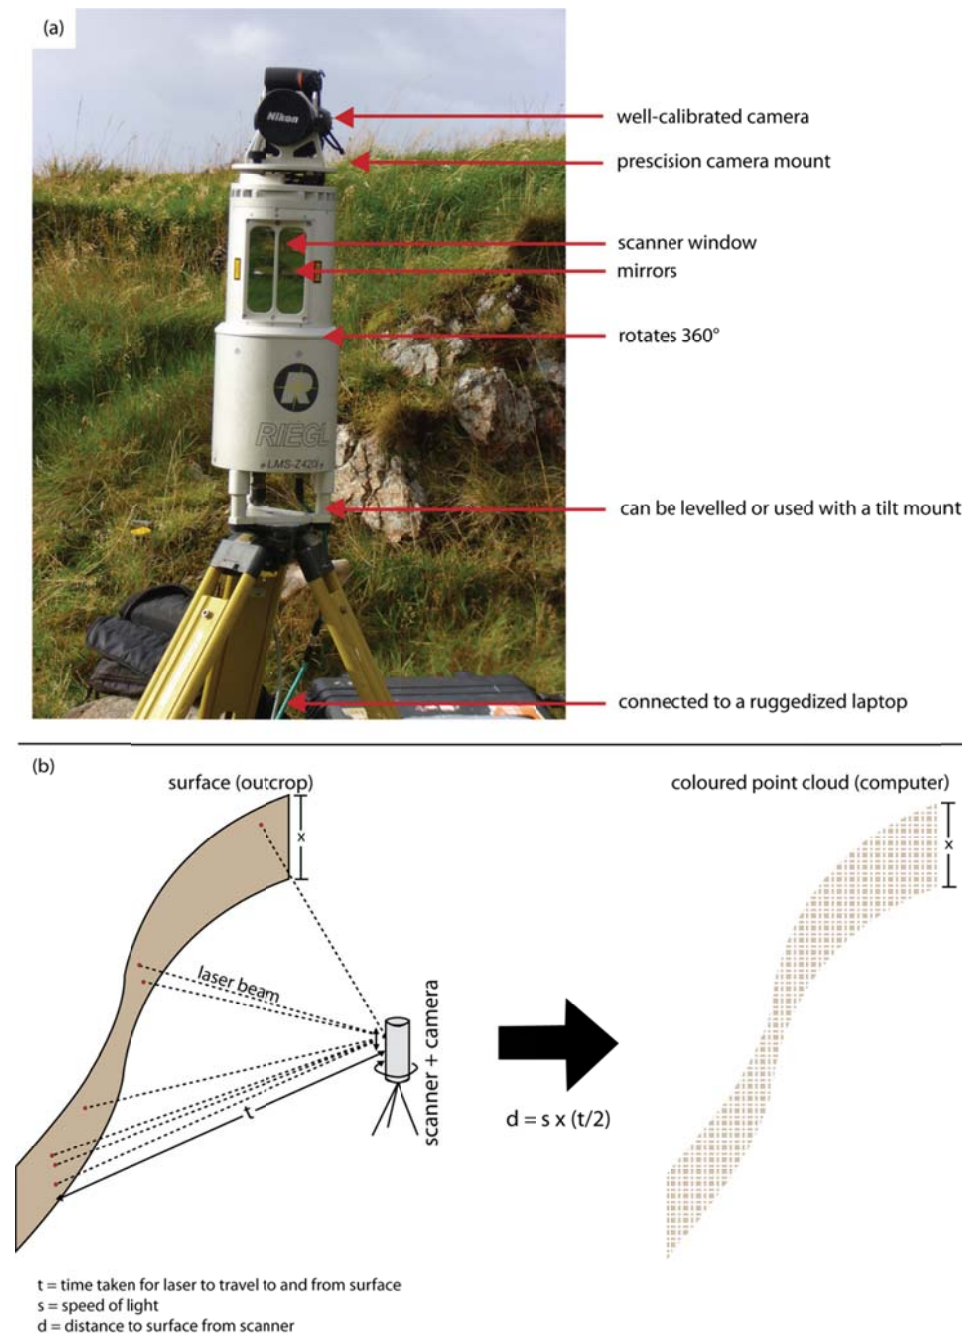 (a)
Nikon
well-calibrated camera
prescision camera mount
scanner window
mirrors
rotates 360°
R
RIEGL
LMS-Z420i
can be levelled or used with a tilt mount
connected to a ruggedized laptop
(b)
surface (outcrop)
coloured point cloud (computer)
x
x
laser beam
scanner + camera
t
d = s x (t/2)
t = time taken for laser to travel to and from surface
s = speed of light
d = distance to surface from scanner